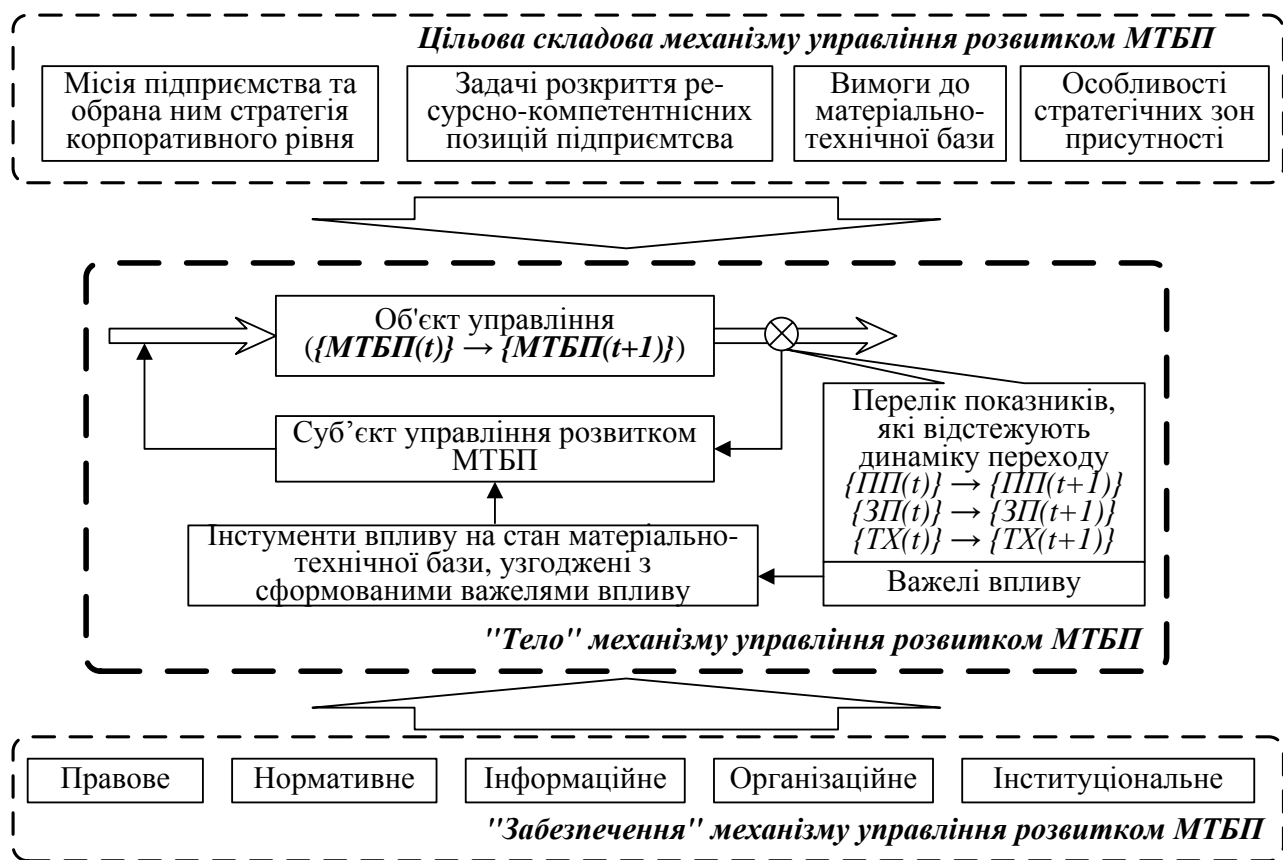 Цільова складова механізму управління розвитком МТБП
Місія підприємства та
обрана ним стратегія
корпоративного рівня
Задачі розкриття ре-
сурсно-компетентнісних
позицій підприємтсва
Вимоги до
матеріально-
технічної бази
Особливості
стратегічних зон
присутності
Об'єкт управління
({МТБП(t)} → {МТБП(t+1)})
Суб’єкт управління розвитком
МТБП
Перелік показників,
які відстежують
динаміку переходу
{ПП(t)} → {ПП(t+1)}
{ЗП(t)} → {ЗП(t+1)}
{ТХ(t)} → {ТХ(t+1)}
Важелі впливу
Інстументи впливу на стан матеріально-
технічної бази, узгоджені з
сформованими важелями впливу
"Тело" механізму управління розвитком МТБП
Правове
Нормативне
Інформаційне
Організаційне
Інституціональне
"Забезпечення" механізму управління розвитком МТБП